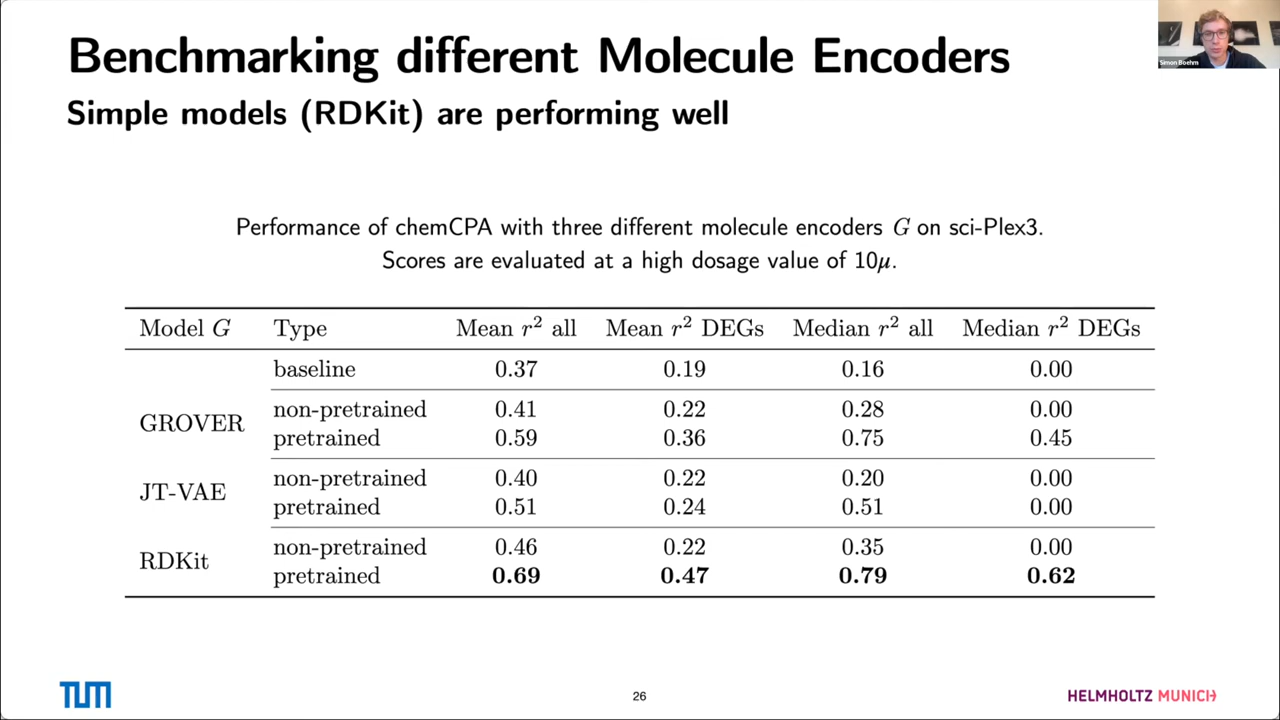 Benchmarking different Molecule Encoders
Simon Boehm
Simple models (RDKit) are performing well
Performance of chemCPA with three different molecule encoders G on sci-Plex3.
Scores are evaluated at a high dosage value of 10μ.
Model G Type Mean r² all Mean r² DEGs Median r² all Median r² DEGs
baseline 0.37 0.19 0.16 0.00
GROVER
non-pretrained 0.41 0.22 0.28 0.00
pretrained 0.59 0.36 0.75 0.45
JT-VAE
non-pretrained 0.40 0.22 0.20 0.00
pretrained 0.51 0.24 0.51 0.00
RDKit
non-pretrained 0.46 0.22 0.35 0.00
pretrained 0.69 0.47 0.79 0.62
TUM
26
HELMHOLTZ MUNICH